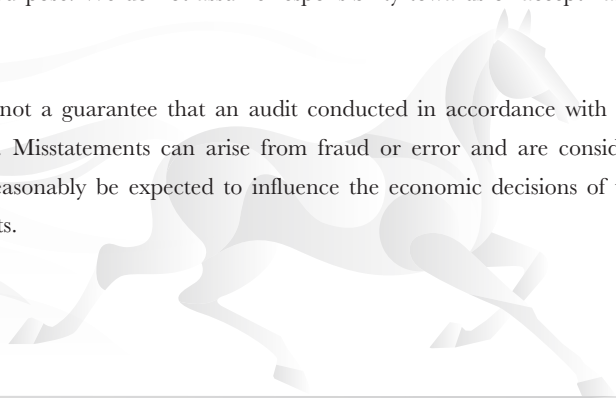 not a guarantee that an audit conducted in accordance with
Misstatements can arise from fraud or error and are
easonably be expected to influence the economic decisions of
ts.